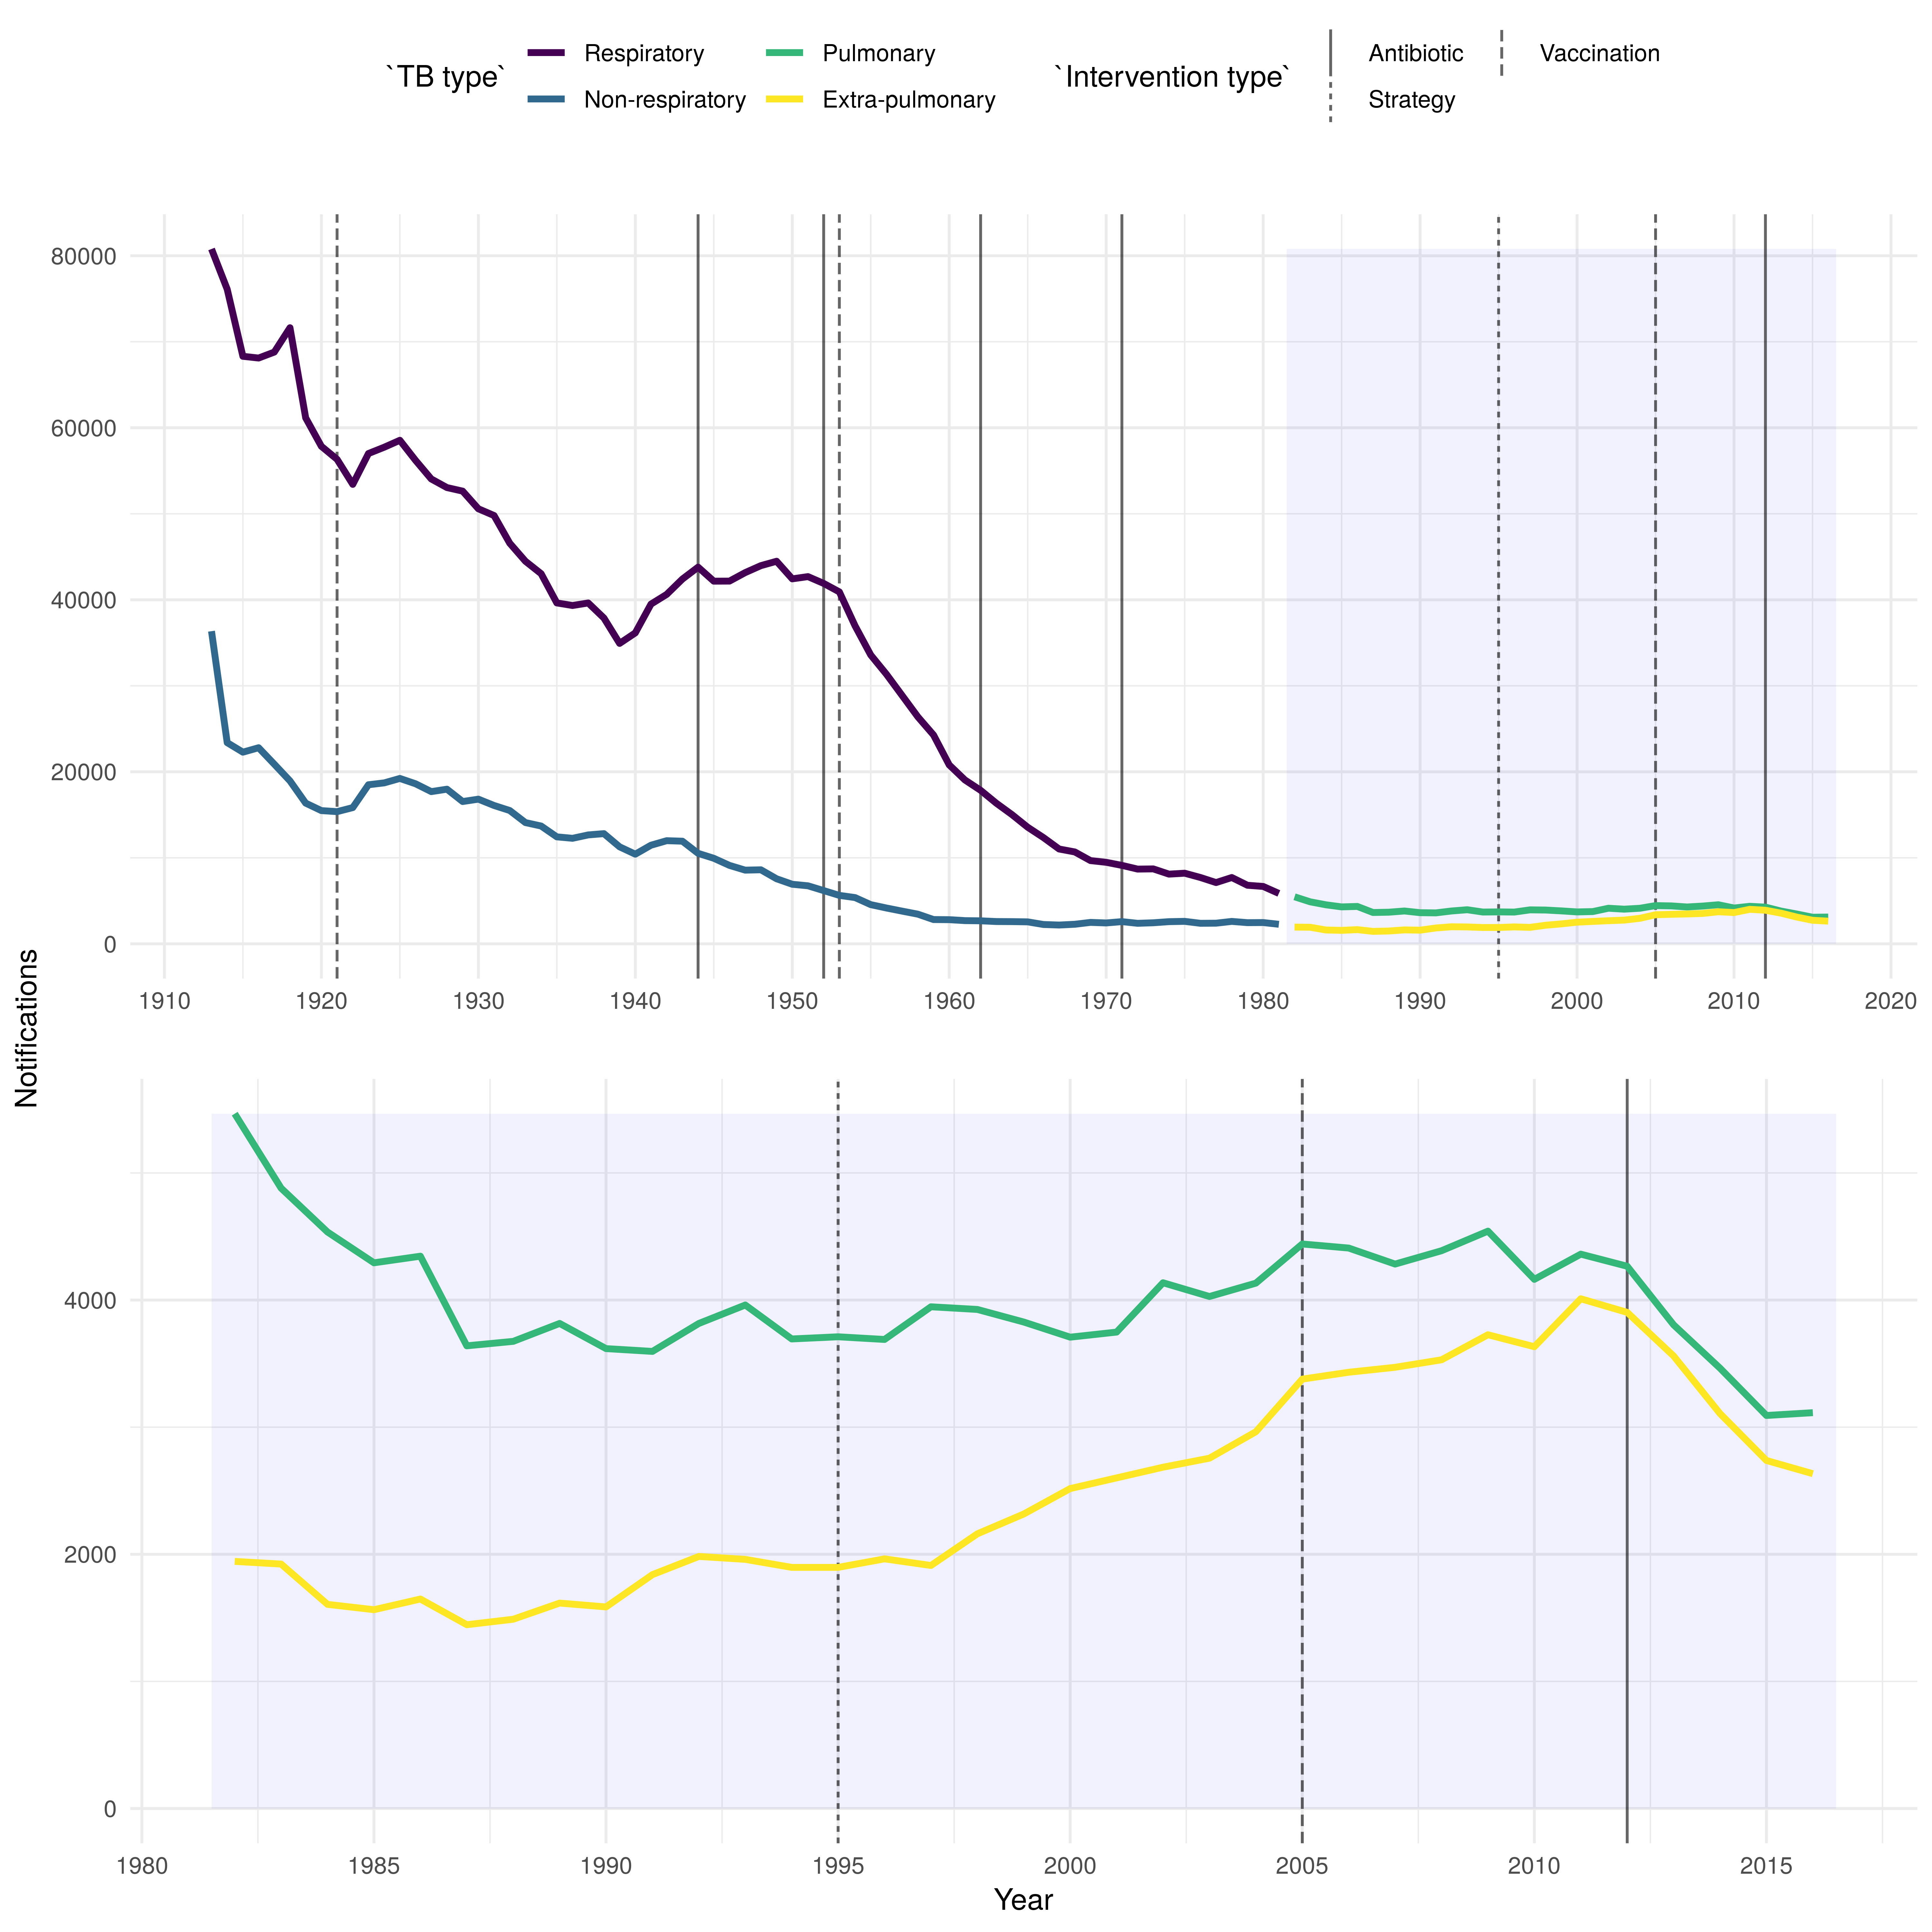 `TB type`
Respiratory
Pulmonary
Non-respiratory
Extra-pulmonary
`Intervention type`
Antibiotic
Vaccination
Strategy
80000
60000
40000
20000
0
1910 1920 1930 1940 1950 1960 1970 1980 1990 2000 2010 2020
Notifications
4000
2000
0
1980 1985 1990 1995 2000 2005 2010 2015
Year